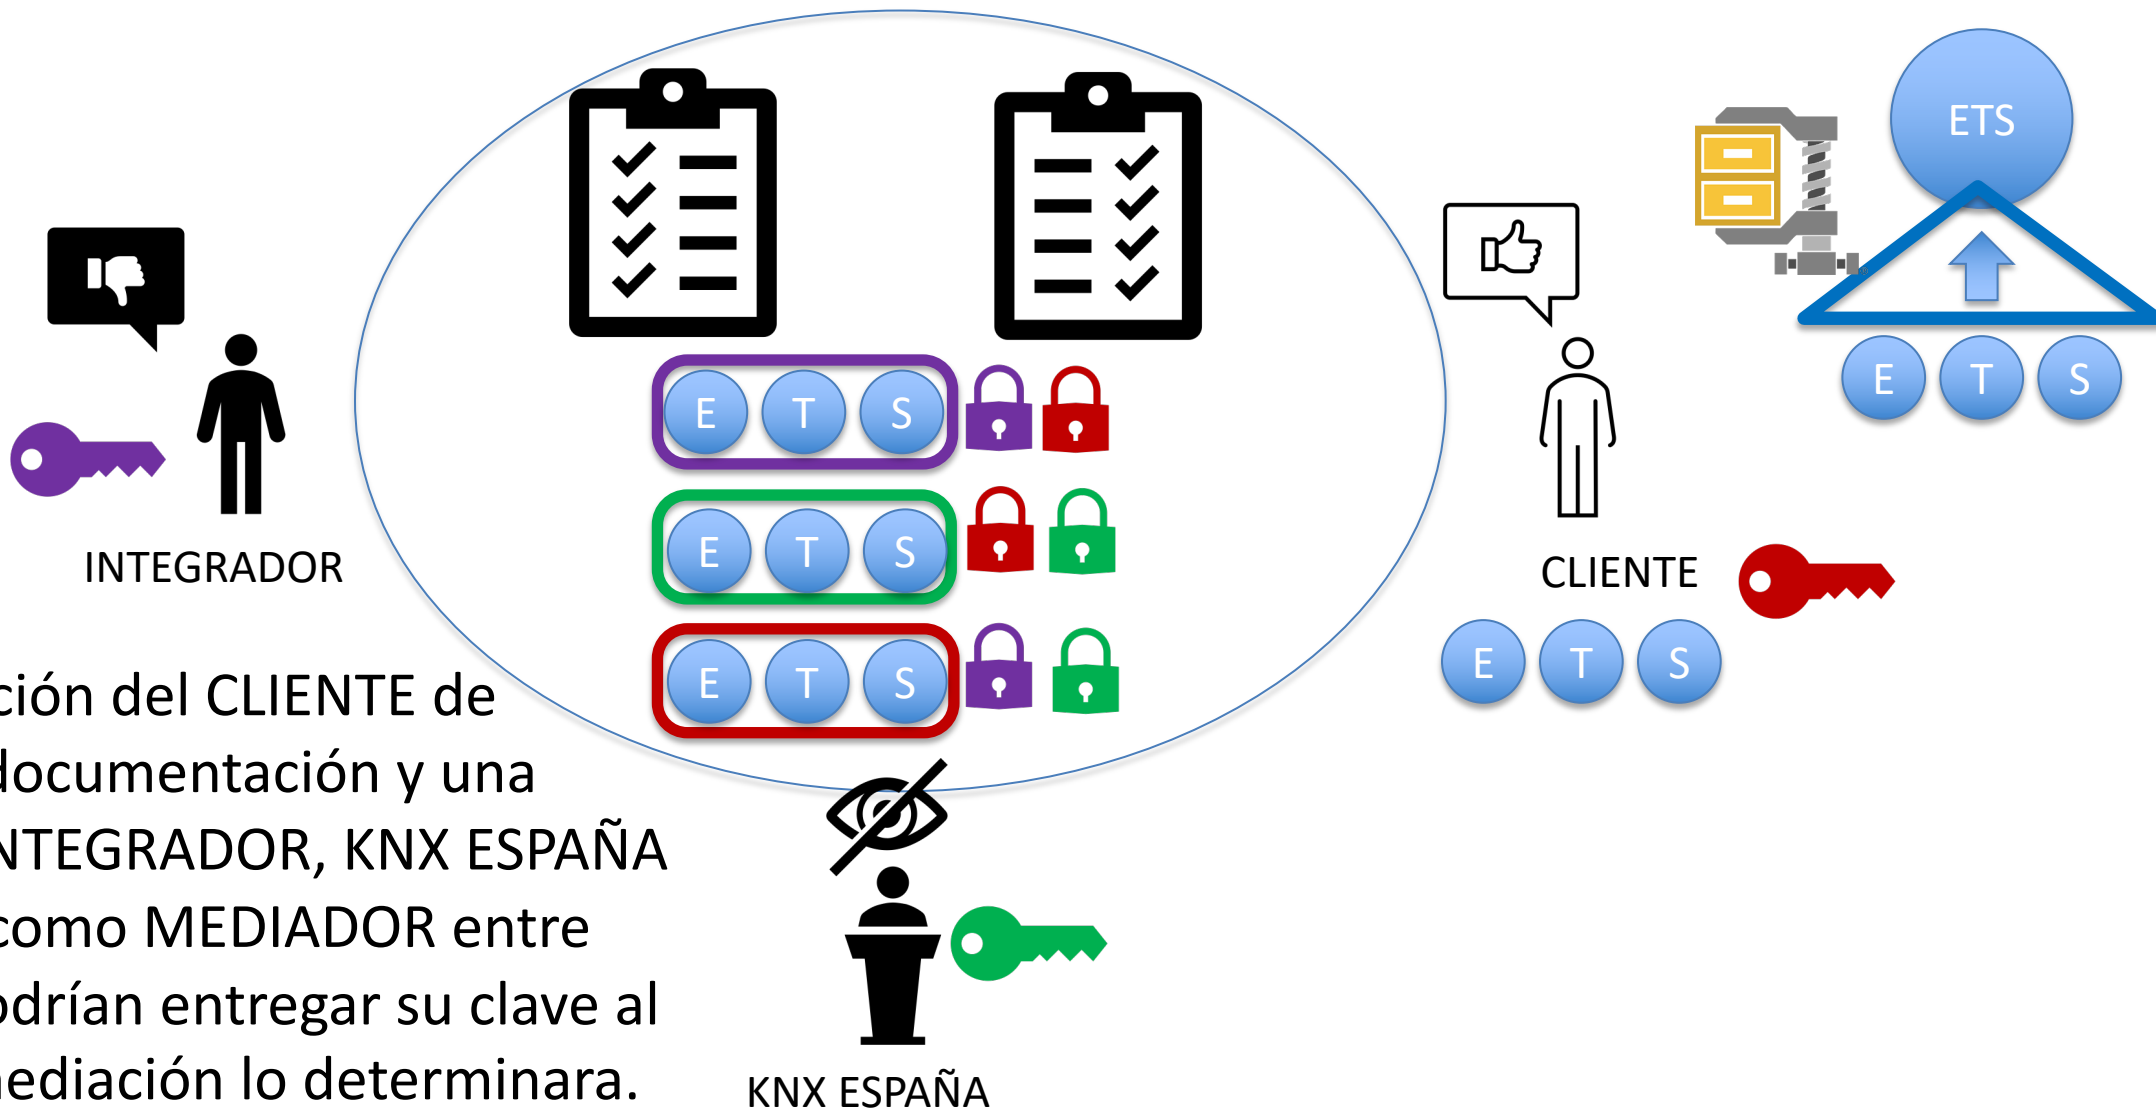 ETS
E T S
E T S
INTEGRADOR
E T S
CLIENTE
E T S
E T S
ción del CLIENTE de
documentación y una
NTEGRADOR, KNX ESPAÑA
como MEDIADOR entre
odrían entregar su clave al
mediación lo determinara.
KNX ESPAÑA